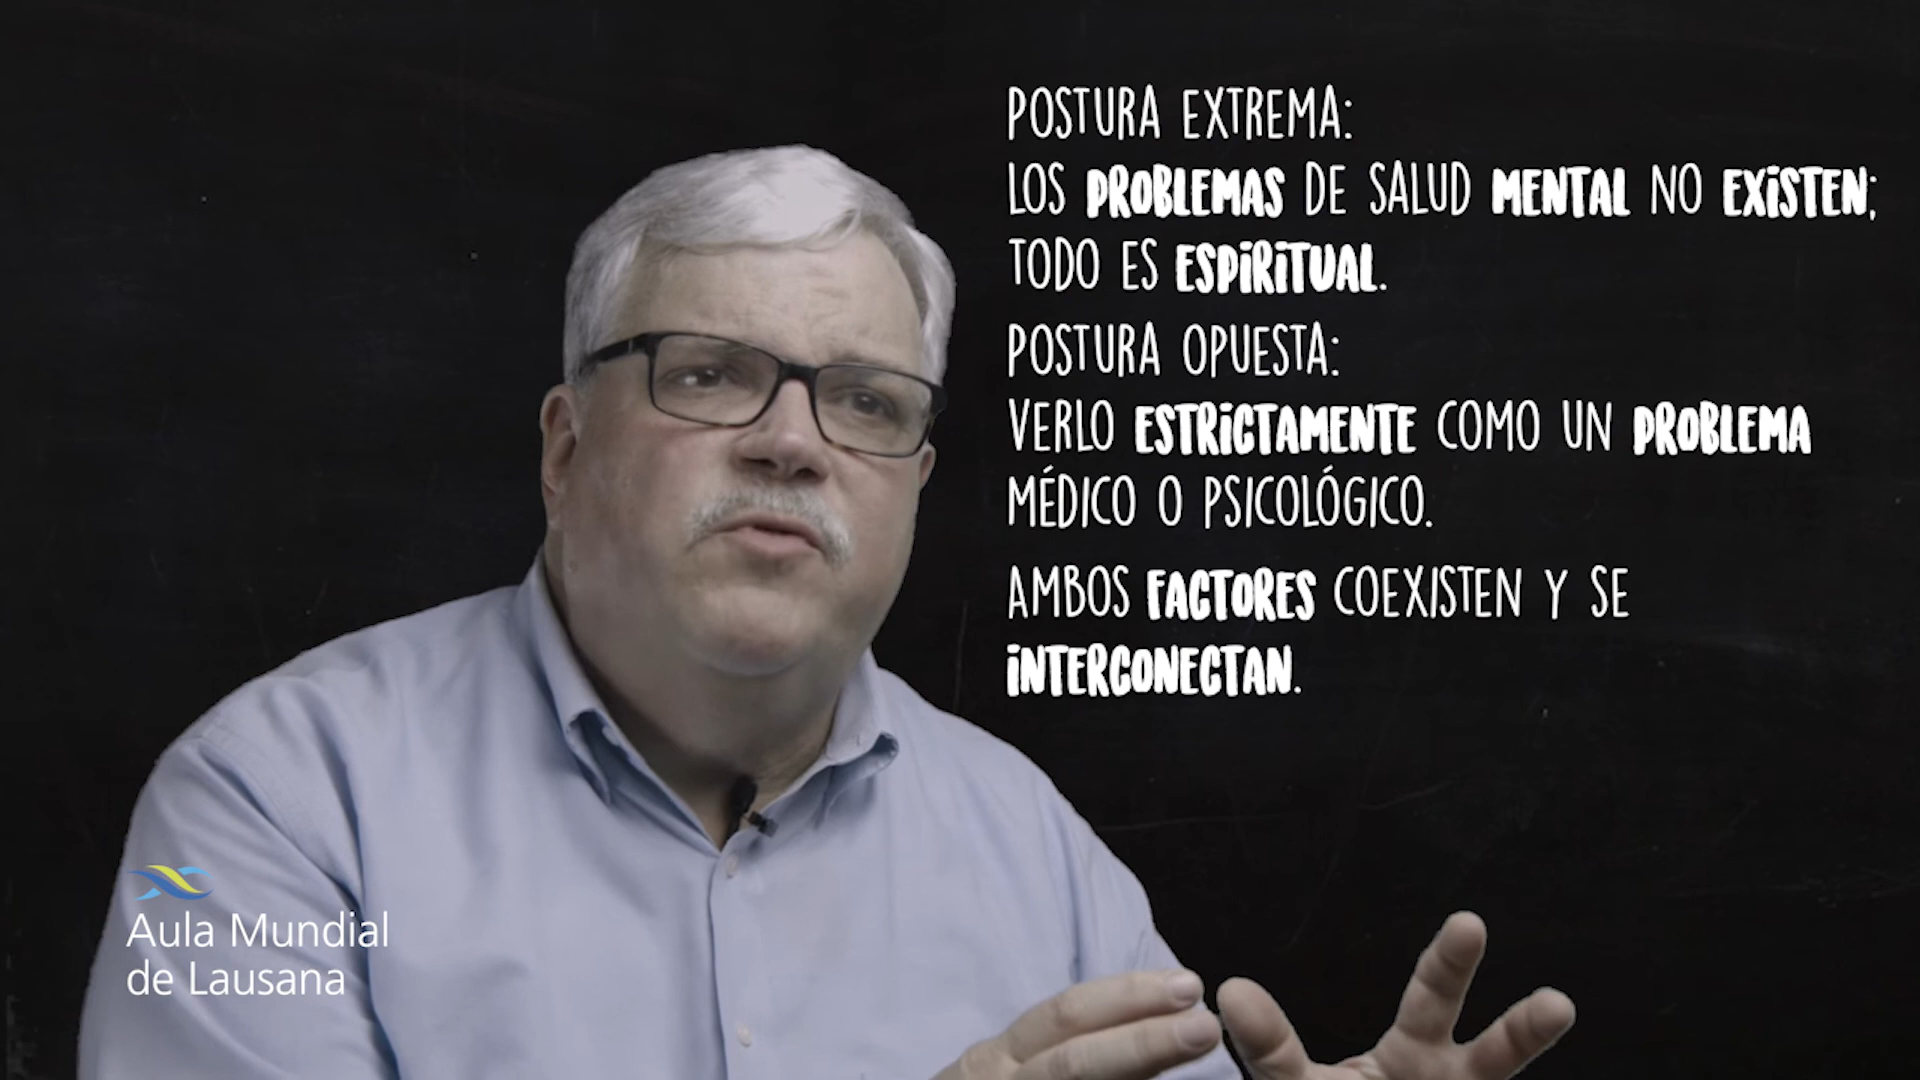 POSTURA EXTREMA:
LOS PROBLEMAS DE SALUD MENTAL NO EXISTEN;
TODO ES ESPIRITUAL.
POSTURA OPUESTA:
VERLO ESTRICTAMENTE COMO UN PROBLEMA
MÉDICO O PSICOLÓGICO.
AMBOS FACTORES COEXISTEN Y SE
INTERCONECTAN.
Aula Mundial
de Lausana